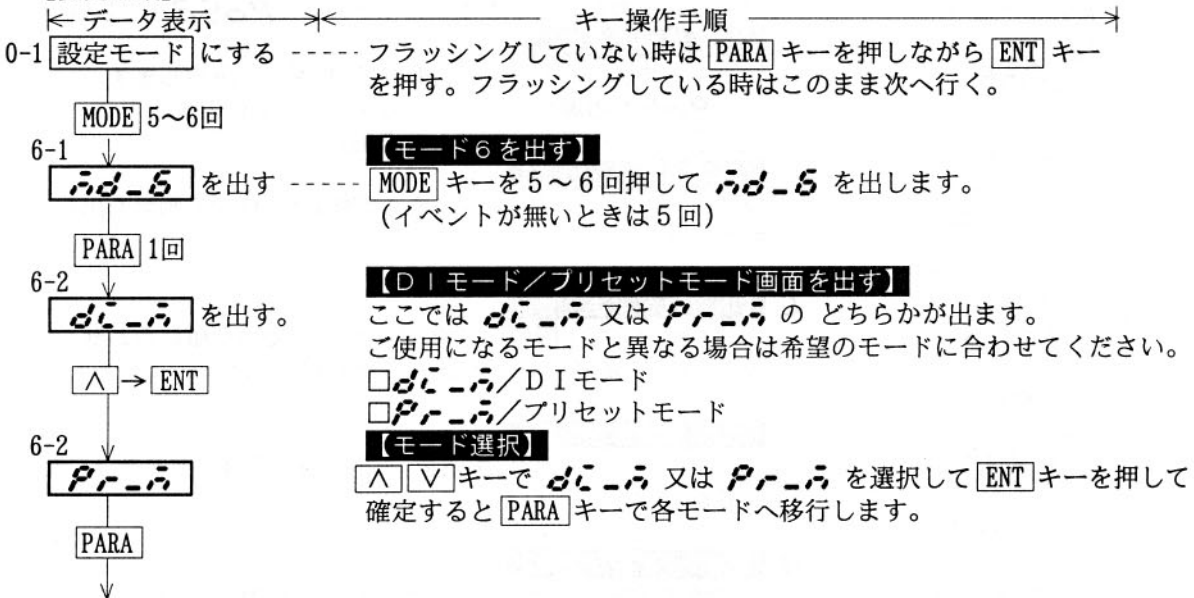 データ表示 キー操作手順
0-1 設定モード にする ----- フラッシングしていない時は PARA キーを押しながら ENT キー
を押す。フラッシングしている時はこのまま次へ行く。
MODE 5～6回
6-1 【モード6を出す】
ñd_6 を出す ----- MODE キーを5～6回押して ñd_6 を出します。
(イベントが無いときは5回)
PARA 1回
6-2 【DIモード/プリセットモード画面を出す】
di_ñ を出す。 ここでは di_ñ 又は Pr_ñ の どちらかが出ます。
ご使用になるモードと異なる場合は希望のモードに合わせてください。
∧ → ENT □di_ñ/DIモード
□Pr_ñ/プリセットモード
6-2 【モード選択】
Pr_ñ ∧ ∨ キーで di_ñ 又は Pr_ñ を選択して ENT キーを押して
確定すると PARA キーで各モードへ移行します。
PARA